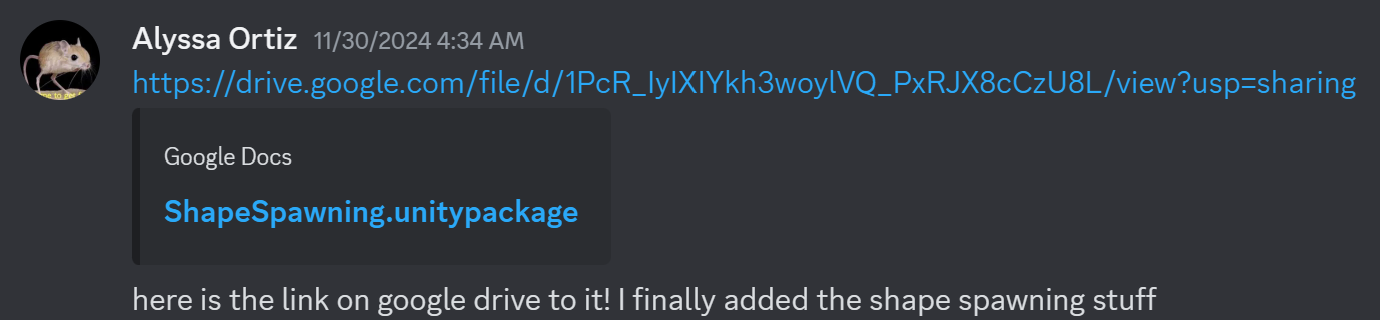 Alyssa Ortiz 11/30/2024 4:34 AM
https://drive.google.com/file/d/1PcR_IyIXIYkh3woylVQ_PxRJX8cCzU8L/view?usp=sharing
Google Docs
ShapeSpawning.unitypackage
here is the link on google drive to it! I finally added the shape spawning stuff